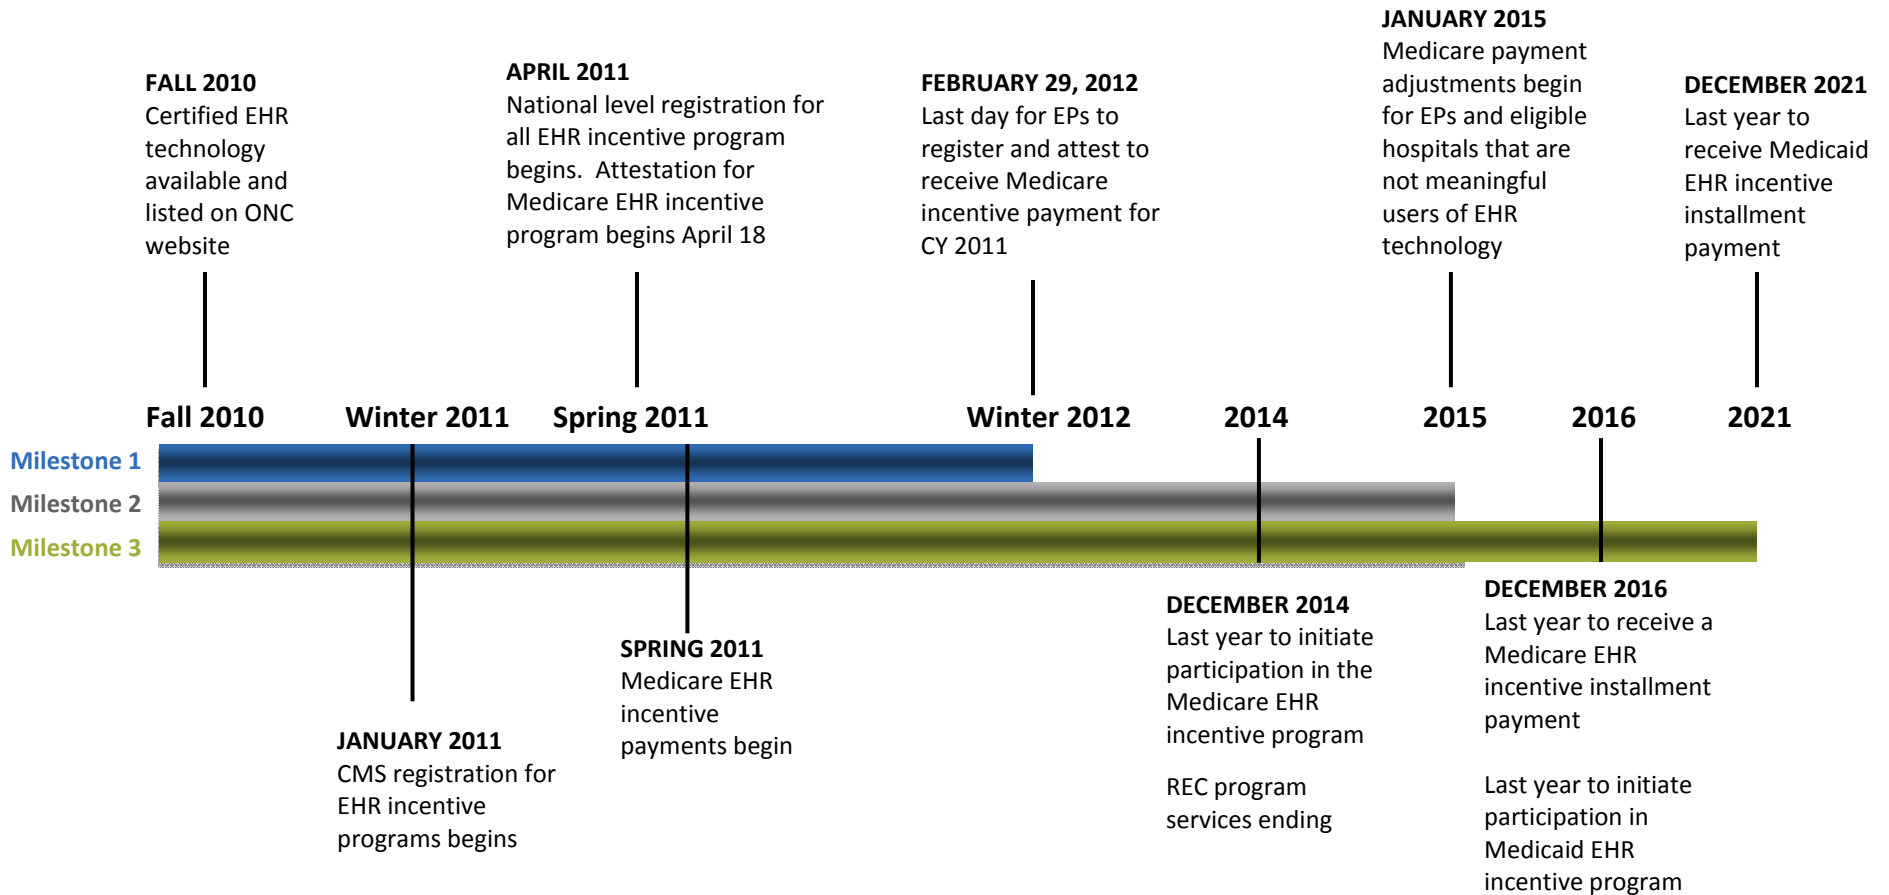 FALL 2010
Certified EHR
technology
available and
listed on ONC
website
APRIL 2011
National level registration for
all EHR incentive program
begins.  Attestation for
Medicare EHR incentive
program begins April 18
FEBRUARY 29, 2012
Last day for EPs to
register and attest to
receive Medicare
incentive payment for
CY 2011
JANUARY 2015
Medicare payment
adjustments begin
for EPs and eligible
hospitals that are
not meaningful
users of EHR
technology
DECEMBER 2021
Last year to
receive Medicaid
EHR incentive
installment
payment
Fall 2010 Winter 2011 Spring 2011 Winter 2012 2014 2015 2016 2021
Milestone 1
Milestone 2
Milestone 3
JANUARY 2011
CMS registration for
EHR incentive
programs begins
SPRING 2011
Medicare EHR
incentive
payments begin
DECEMBER 2014
Last year to initiate
participation in the
Medicare EHR
incentive program
REC program
services ending
DECEMBER 2016
Last year to receive a
Medicare EHR
incentive installment
payment
Last year to initiate
participation in
Medicaid EHR
incentive program